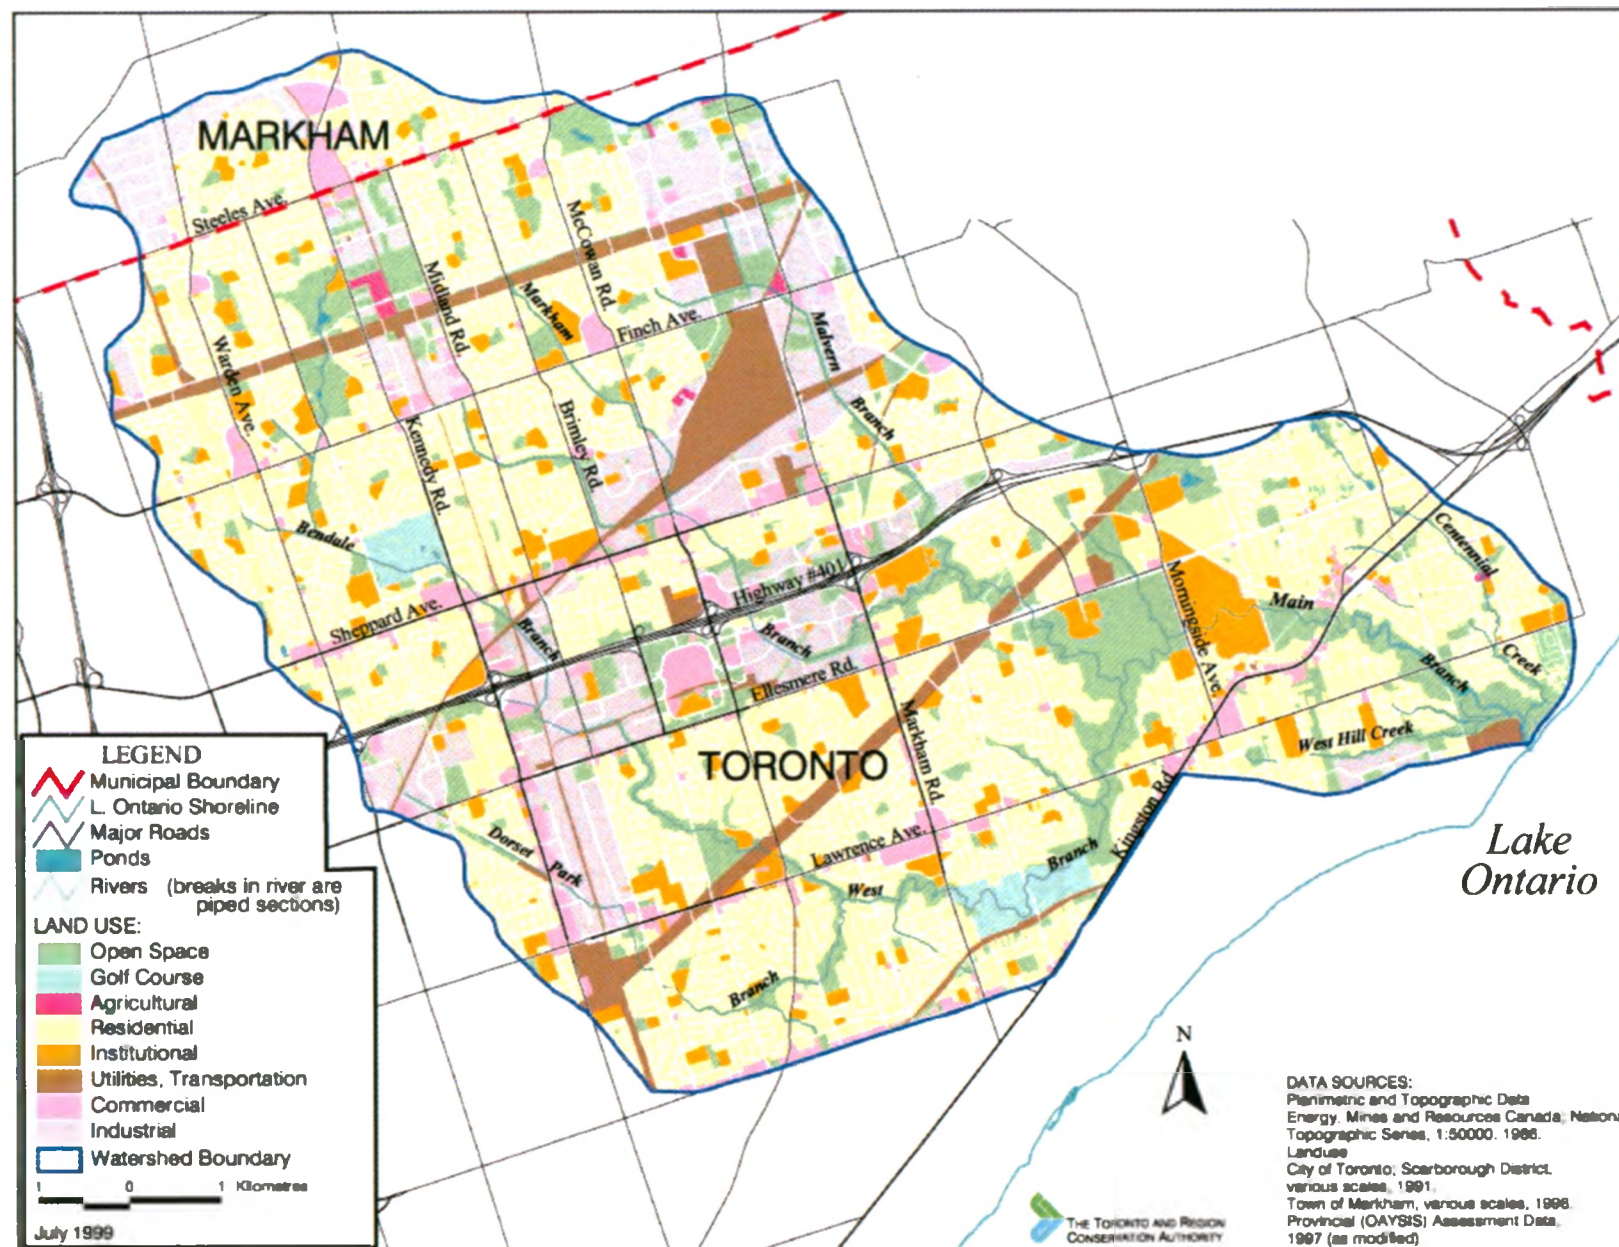 MARKHAM
Steeles Ave.
McCowan Rd.
Midland Rd.
Markham
Finch Ave.
Malvern
Warden Ave.
Branch
Brimley Rd.
Kennedy Rd.
Bendale
Centennial
Highway #401
Sheppard Ave.
Morningside Ave.
Main
Branch
Branch
Creek
Branch
Ellesmere Rd.
Markham Rd.
West Hill Creek
TORONTO
Kingston Rd
Dorset
Park
Lawrence Ave.
Branch
West
Branch
Lake
Ontario
LEGEND
Municipal Boundary
L. Ontario Shoreline
Major Roads
Ponds
Rivers (breaks in river are
piped sections)
LAND USE:
Open Space
Golf Course
Agricultural
Residential
Institutional
Utilities, Transportation
Commercial
Industrial
Watershed Boundary
1 0 1 Kilometres
July 1999
N
THE TORONTO AND REGION
CONSERVATION AUTHORITY
DATA SOURCES:
Planimetric and Topographic Data
Energy, Mines and Resources Canada, Nationa
Topographic Series, 1:50000.
Landuse
City of Toronto; Scarborough District,
various scales, 1991.
Town of Markham, various scales,
Provincial (OAYSIS) Assessment Data,
1997 (as modified)